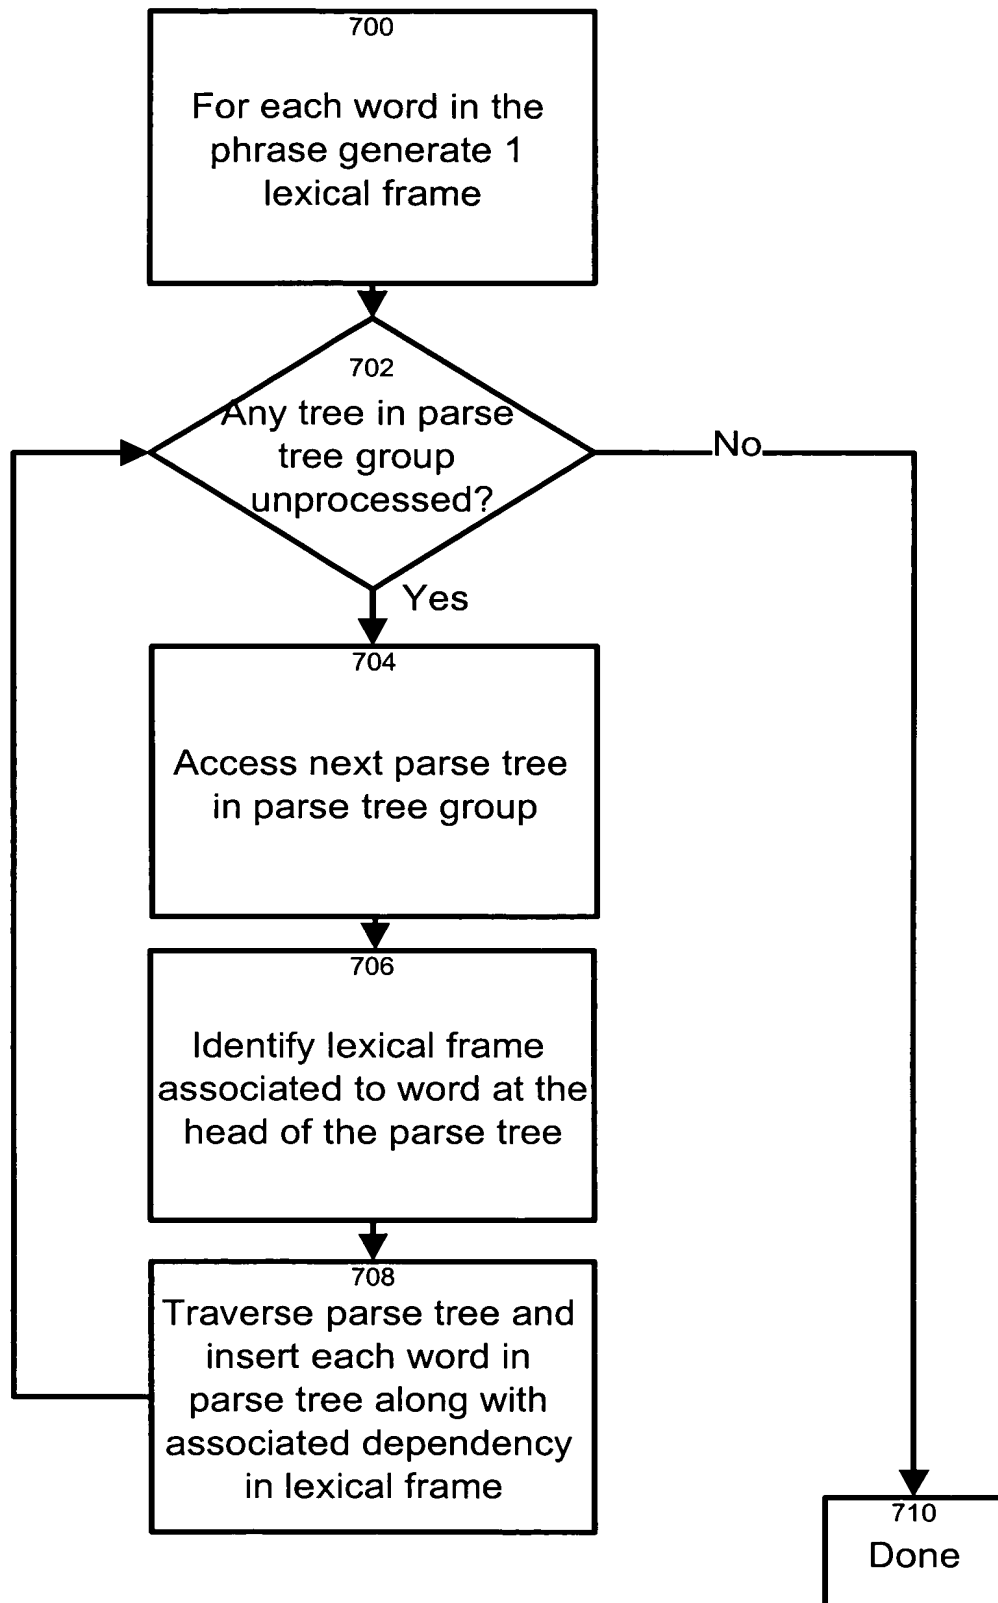 700
For each word in the
phrase generate 1
lexical frame
702
Any tree in parse
tree group
unprocessed?
No
Yes
704
Access next parse tree
in parse tree group
706
Identify lexical frame
associated to word at the
head of the parse tree
708
Traverse parse tree and
insert each word in
parse tree along with
associated dependency
in lexical frame
710
Done